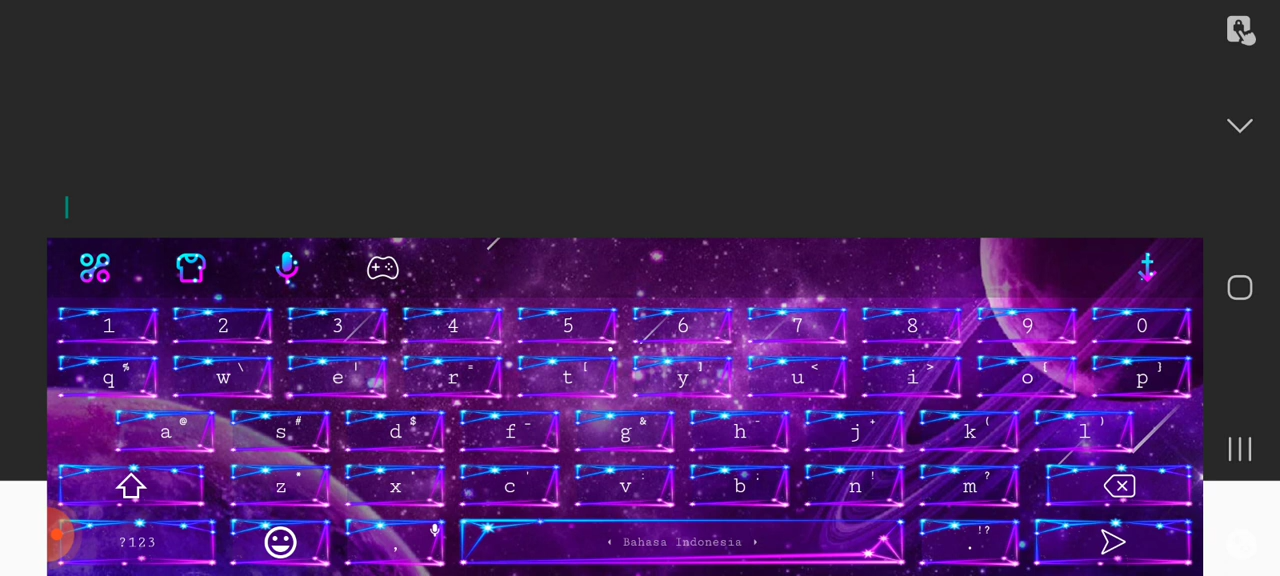 1 2 3 4 5 6 7 8 9 0
q % w \ e | r = t [ y ] u < i > o { p }
a @ s # d $ f _ g & h - j + k ( l )
z x c ' v b : n ! m ?
?123 , Bahasa Indonesia . !?